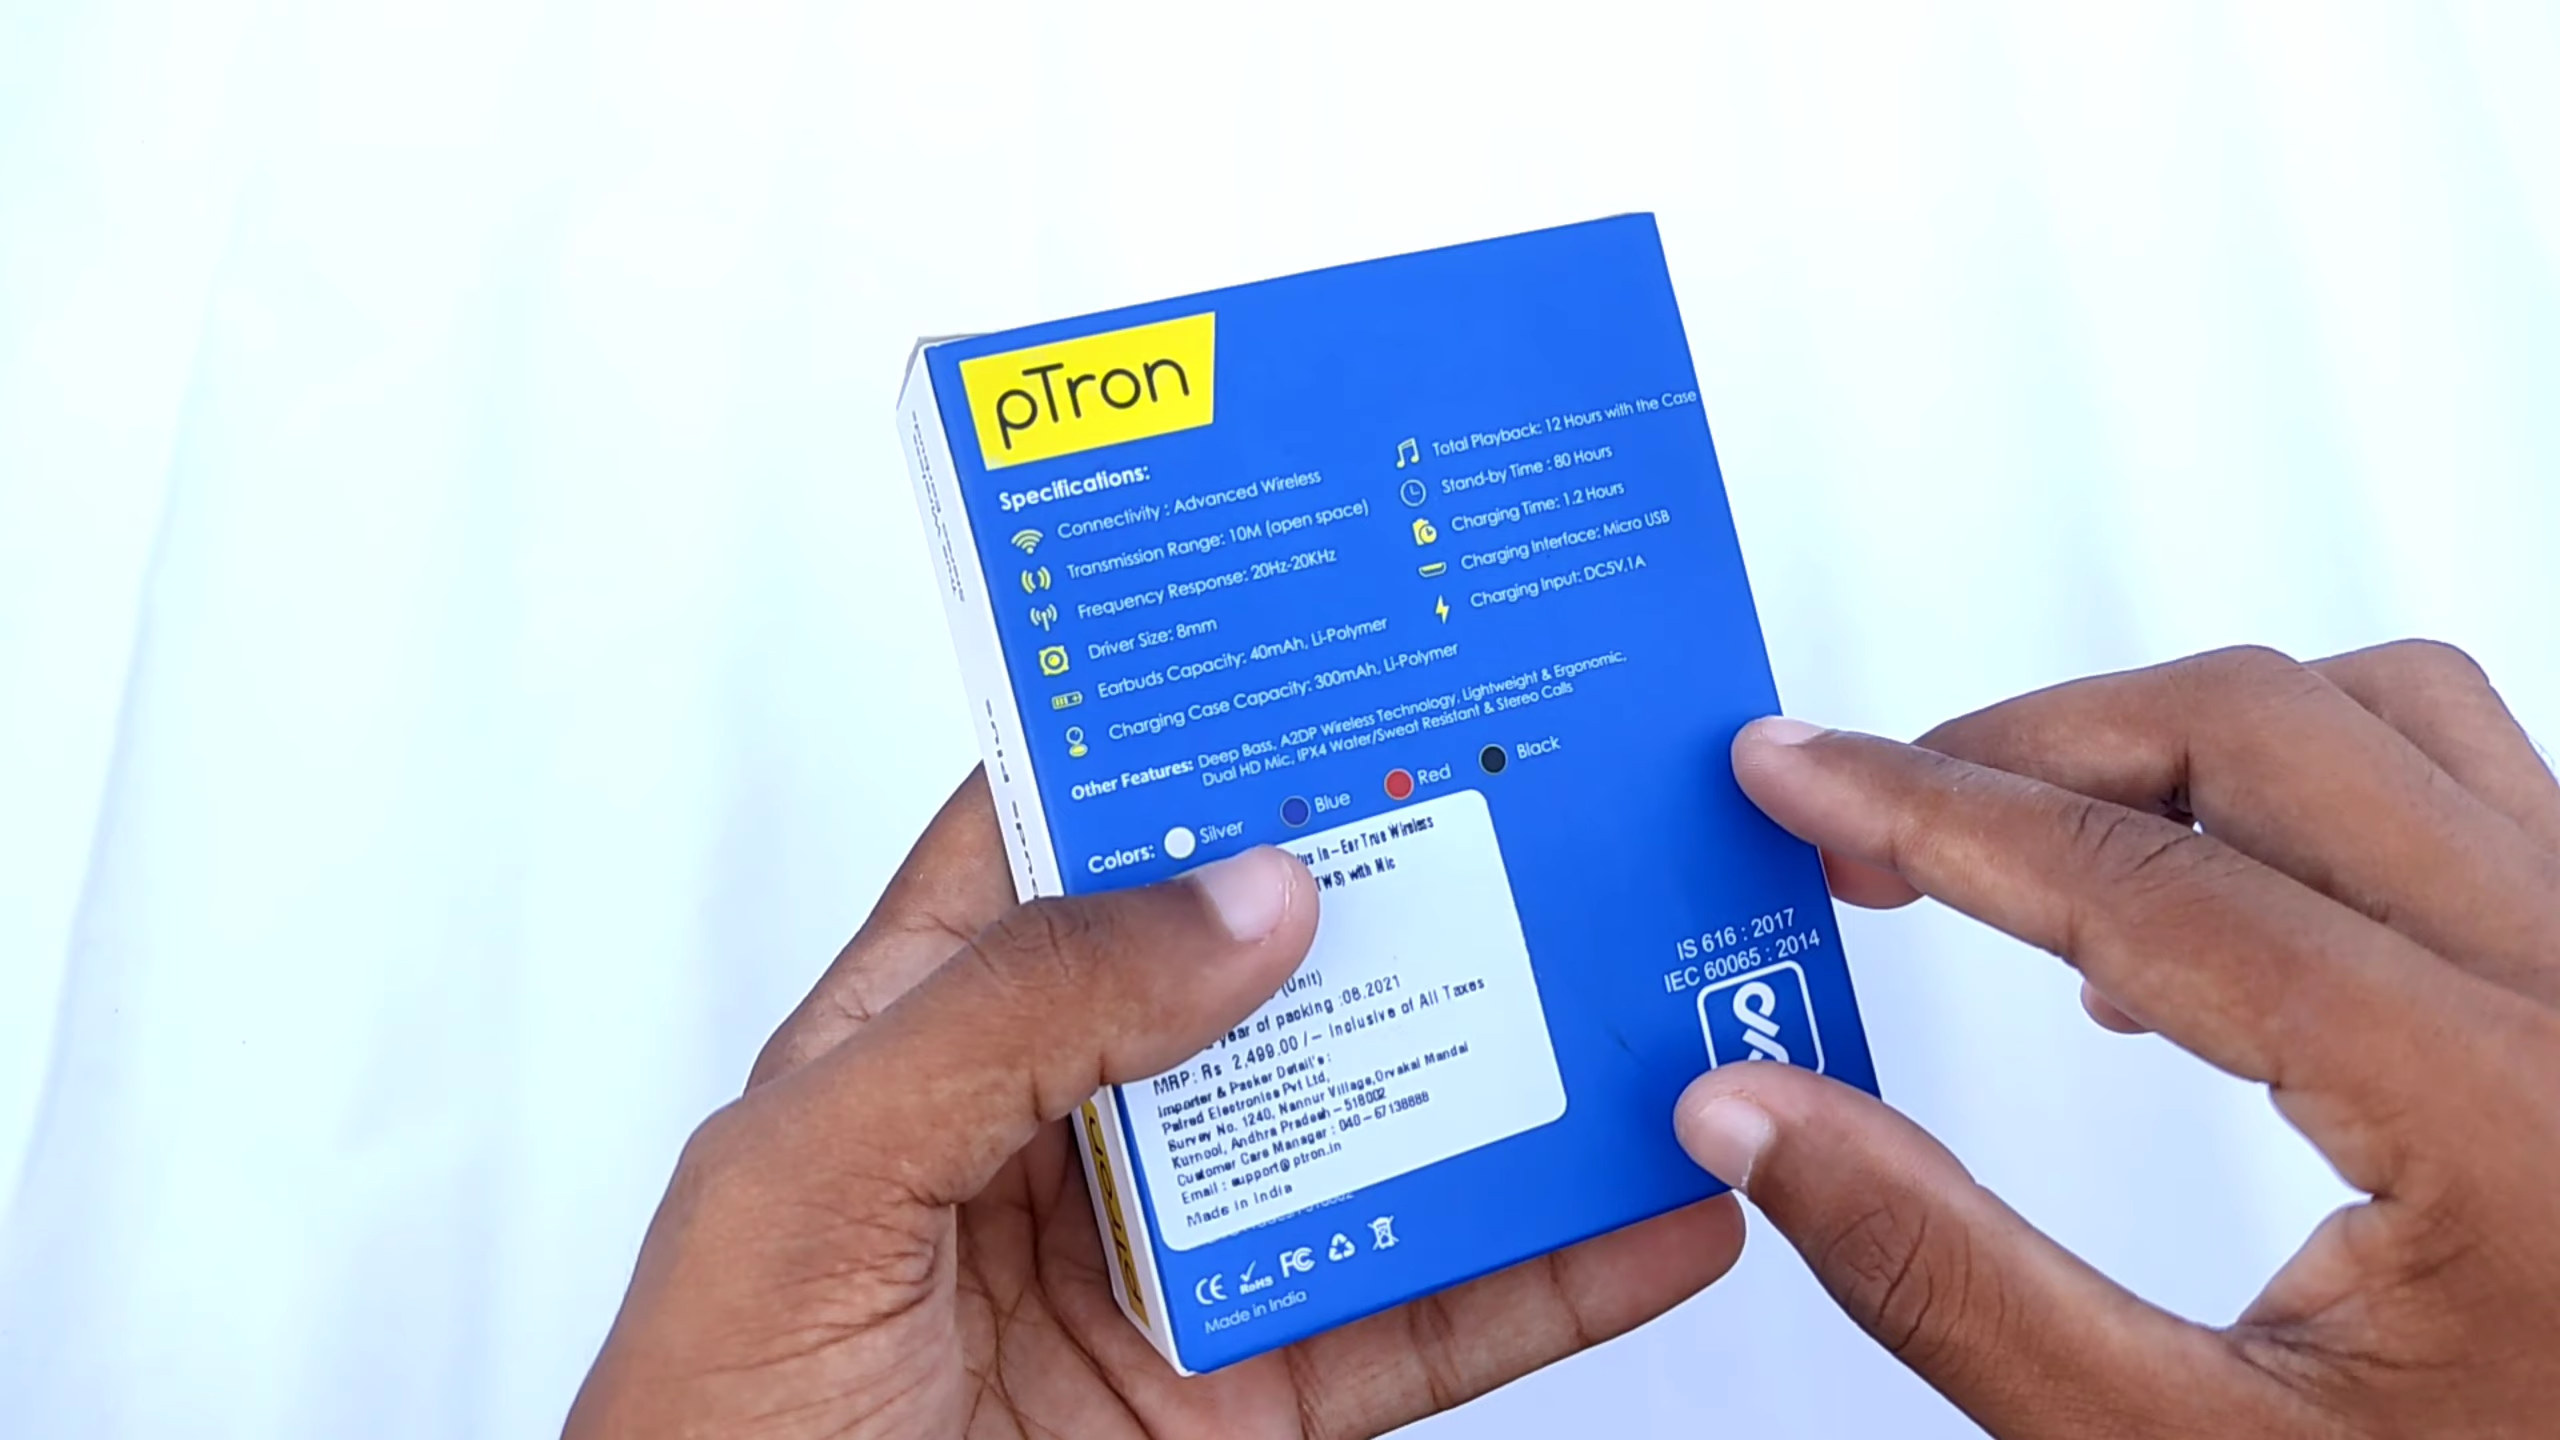 pTron
Specifications:
Connectivity : Advanced Wireless
Transmission Range: 10M (open space)
Frequency Response: 20Hz-20KHz
Driver Size: 8mm
Earbuds Capacity: 40mAh, Li-Polymer
Charging Case Capacity: 300mAh, Li-Polymer
Total Playback: 12 Hours with the Case
Stand-by Time : 80 Hours
Charging Time: 1.2 Hours
Charging Interface: Micro USB
Charging Input: DC5V,1A
Other Features: Deep Bass, A2DP Wireless Technology, Lightweight & Ergonomic,
Dual HD Mic, IPX4 Water/Sweat Resistant & Stereo Calls
Colors: Silver Blue Red Black
In-Ear True Wireless
(TWS) with Mic
(Unit)
year of packing :08.2021
MRP: Rs 2,499.00 /- Inclusive of All Taxes
Importer & Packer Detail's :
Palred Electronics Pvt Ltd,
Survey No. 1240, Nannur Village,Orvakal Mandal
Kurnool, Andhra Pradesh - 518002
Customer Care Manager : 040-67138888
Email : support@ptron.in
Made in India
IS 616 : 2017
IEC 60065 : 2014
CE RoHS FC
Made in India